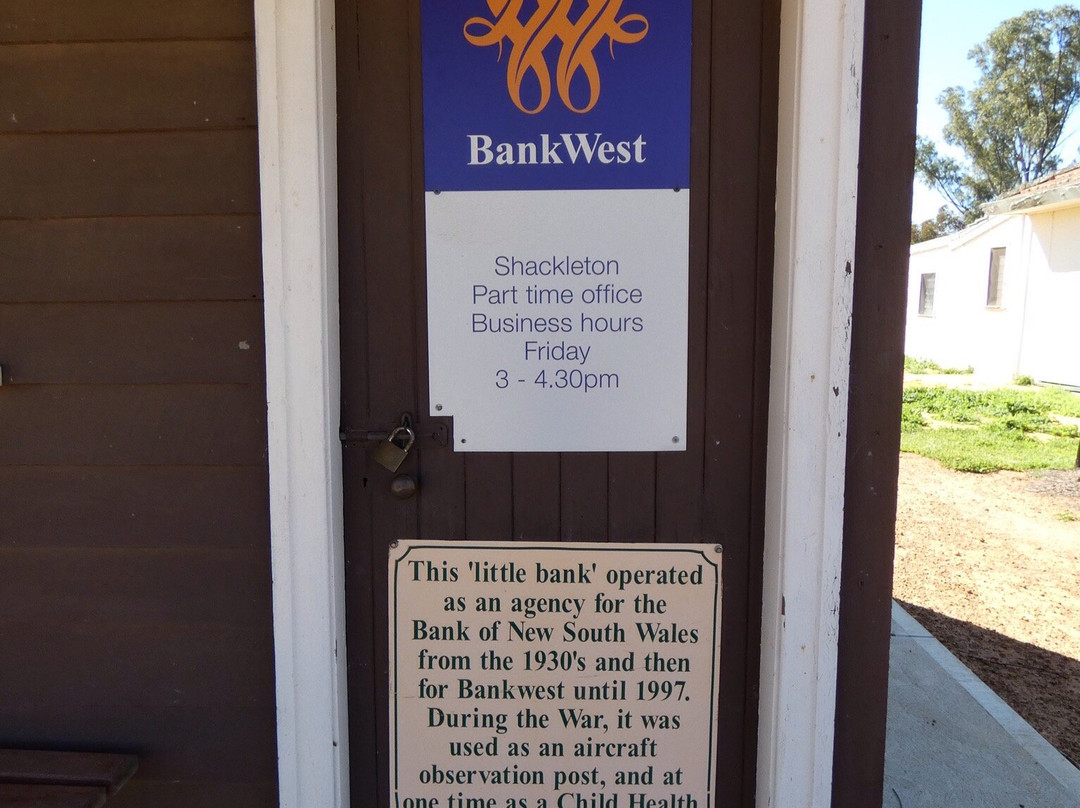 BankWest
Shackleton
Part time office
Business hours
Friday
3 - 4.30pm
This 'little bank' operated
as an agency for the
Bank of New South Wales
from the 1930's and then
for Bankwest until 1997.
During the War, it was
used as an aircraft
observation post, and at
one time as a Child Health